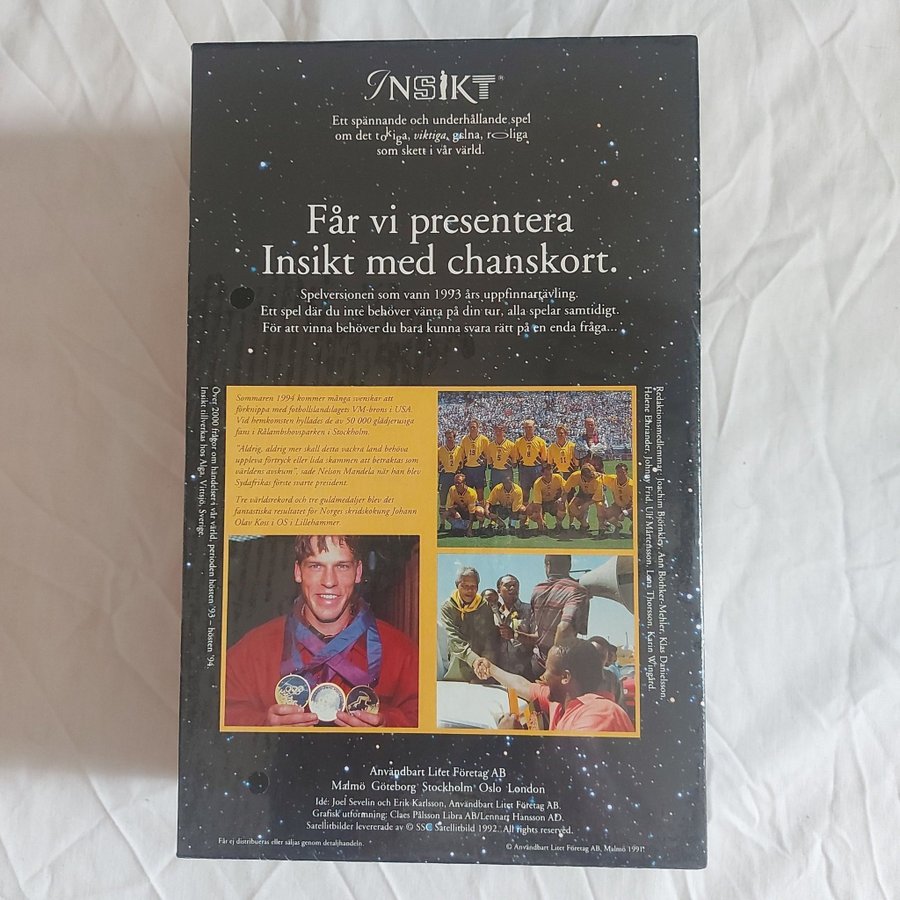 INSIKT®
Ett spännande och underhållande spel
om det tokiga, viktiga, galna, roliga
som skett i vår värld.
Får vi presentera
Insikt med chanskort.
Spelversionen som vann 1993 års uppfinnartävling.
Ett spel där du inte behöver vänta på din tur, alla spelar samtidigt.
För att vinna behöver du bara kunna svara rätt på en enda fråga...
Över 2000 frågor om händelser i vår värld, perioden hösten '93 – hösten '94.
Insikt tillverkas hos Alga, Vittsjö, Sverige.
Sommaren 1994 kommer många svenskar att
förknippa med fotbollslandslagets VM-brons i USA.
Vid hemkomsten hyllades de av 50 000 glädjerusiga
fans i Rålambshovsparken i Stockholm.
"Aldrig, aldrig mer skall detta vackra land behöva
uppleva förtryck eller lida skammen att betraktas som
världens avskum", sade Nelson Mandela när han blev
Sydafrikas förste svarte president.
Tre världsrekord och tre guldmedaljer blev det
fantastiska resultatet för Norges skridskokung Johann
Olav Koss i OS i Lillehammer.
Redaktionsmedlemmar: Joachim Björnkley, Ann Böthker-Mehler, Klas Danielsson,
Helene Ehriander, Johnny Frid, Ulf Mårtensson, Lena Thorsson, Karin Wingård.
Användbart Litet Företag AB
Malmö Göteborg Stockholm Oslo London
Idé: Joel Sevelin och Erik Karlsson, Användbart Litet Företag AB.
Grafisk utformning: Claes Pålsson Libra AB/Lennart Hansson AD.
Satellitbilder levererade av © SSC Satellitbild 1992. All rights reserved.
Får ej distribueras eller säljas genom detaljhandeln.
© Användbart Litet Företag AB, Malmö 1991.